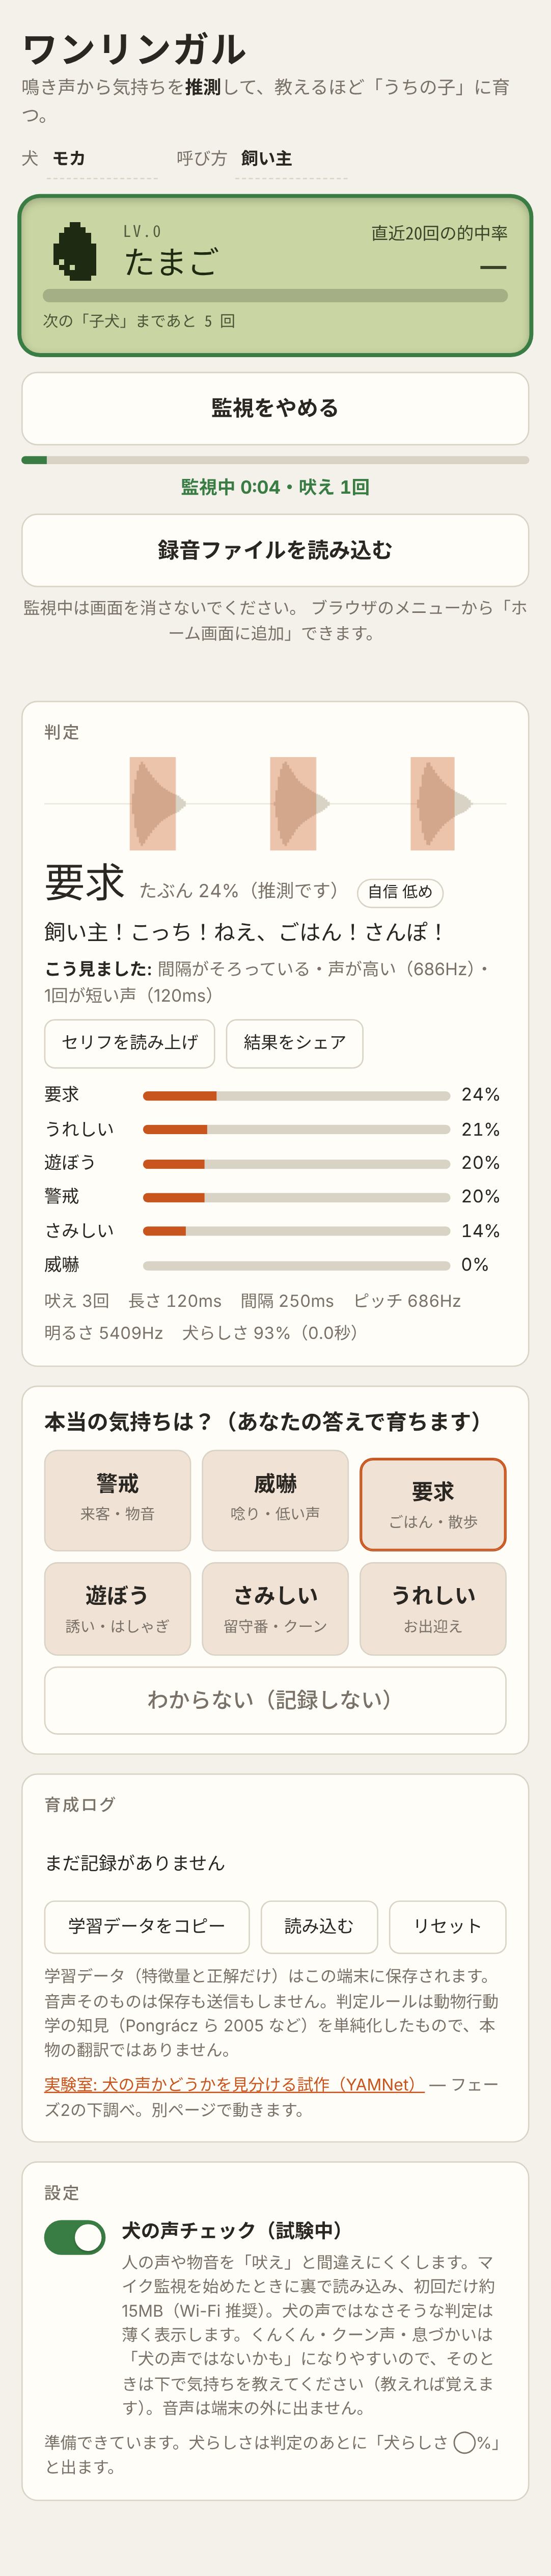 ワンリンガル
鳴き声から気持ちを推測して、教えるほど「うちの子」に育
つ。
犬 モカ 呼び方 飼い主
LV.0
たまご
直近20回の的中率
—
次の「子犬」まであと 5 回
監視をやめる
監視中 0:04・吠え 1回
録音ファイルを読み込む
監視中は画面を消さないでください。 ブラウザのメニューから「ホ
ーム画面に追加」できます。
判定
要求 たぶん 24%（推測です） 自信 低め
飼い主！こっち！ねえ、ごはん！さんぽ！
こう見ました: 間隔がそろっている・声が高い（686Hz）・
1回が短い声（120ms）
セリフを読み上げ 結果をシェア
要求 24%
うれしい 21%
遊ぼう 20%
警戒 20%
さみしい 14%
威嚇 0%
吠え 3回 長さ 120ms 間隔 250ms ピッチ 686Hz
明るさ 5409Hz 犬らしさ 93%（0.0秒）
本当の気持ちは？（あなたの答えで育ちます）
警戒
来客・物音
威嚇
唸り・低い声
要求
ごはん・散歩
遊ぼう
誘い・はしゃぎ
さみしい
留守番・クーン
うれしい
お出迎え
わからない（記録しない）
育成ログ
まだ記録がありません
学習データをコピー 読み込む リセット
学習データ（特徴量と正解だけ）はこの端末に保存されます。
音声そのものは保存も送信もしません。判定ルールは動物行動
学の知見（Pongrácz ら 2005 など）を単純化したもので、本
物の翻訳ではありません。
実験室: 犬の声かどうかを見分ける試作（YAMNet） — フェー
ズ2の下調べ。別ページで動きます。
設定
犬の声チェック（試験中）
人の声や物音を「吠え」と間違えにくくします。マ
イク監視を始めたときに裏で読み込み、初回だけ約
15MB（Wi-Fi 推奨）。犬の声ではなさそうな判定は
薄く表示します。くんくん・クーン声・息づかいは
「犬の声ではないかも」になりやすいので、そのと
きは下で気持ちを教えてください（教えれば覚えま
す）。音声は端末の外に出ません。
準備できています。犬らしさは判定のあとに「犬らしさ ◯%」
と出ます。